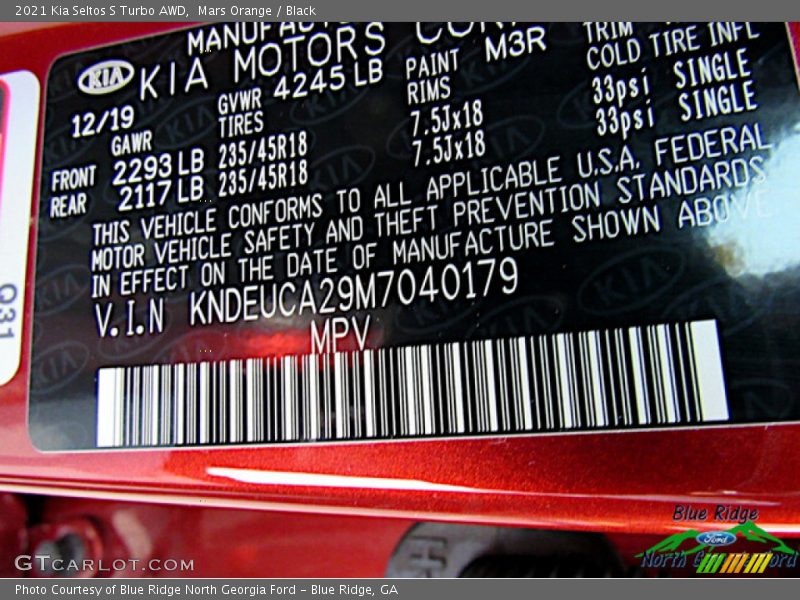 2021 Kia Seltos S Turbo AWD, Mars Orange / Black
KIA MOTORS
KIA
12/19 GVWR 4245 LB PAINT M3R TRIM
GAWR TIRES RIMS COLD TIRE INFL
FRONT 2293 LB 235/45R18 7.5Jx18 33psi SINGLE
REAR 2117 LB 235/45R18 7.5Jx18 33psi SINGLE
THIS VEHICLE CONFORMS TO ALL APPLICABLE U.S.A. FEDERAL
MOTOR VEHICLE SAFETY AND THEFT PREVENTION STANDARDS
IN EFFECT ON THE DATE OF MANUFACTURE SHOWN ABOVE
V.I.N KNDEUCA29M7040179
MPV
Q31
GTCARLOT.COM
Blue Ridge
Ford
North Georgia Ford
Photo Courtesy of Blue Ridge North Georgia Ford – Blue Ridge, GA